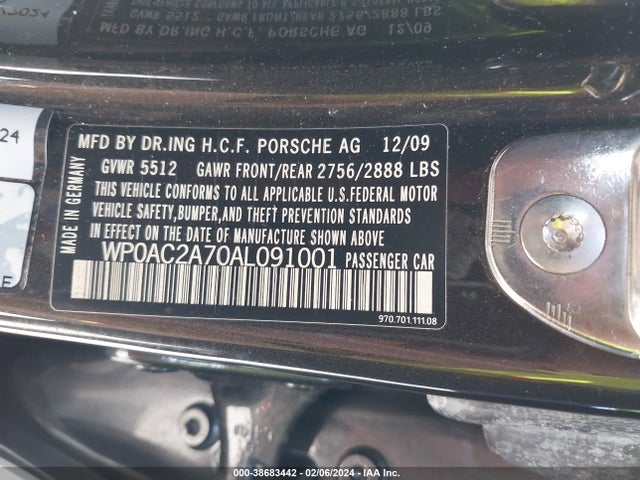 MFD BY DR.ING H.C.F. PORSCHE AG 12/09
GVWR 5512 GAWR FRONT/REAR 2756/2888 LBS
THIS VEHICLE CONFORMS TO ALL APPLICABLE U.S.FEDERAL MOTOR
VEHICLE SAFETY,BUMPER,AND THEFT PREVENTION STANDARDS
IN EFFECT ON THE DATE OF MANUFACTURE SHOWN ABOVE
WP0AC2A70AL091001 PASSENGER CAR
970.701.111.08
MADE IN GERMANY
24
000-38683442 - 02/06/2024 - IAA Inc.